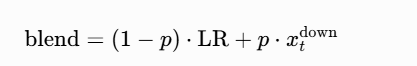 blend = (1 − p) · LR + p · x_t^down